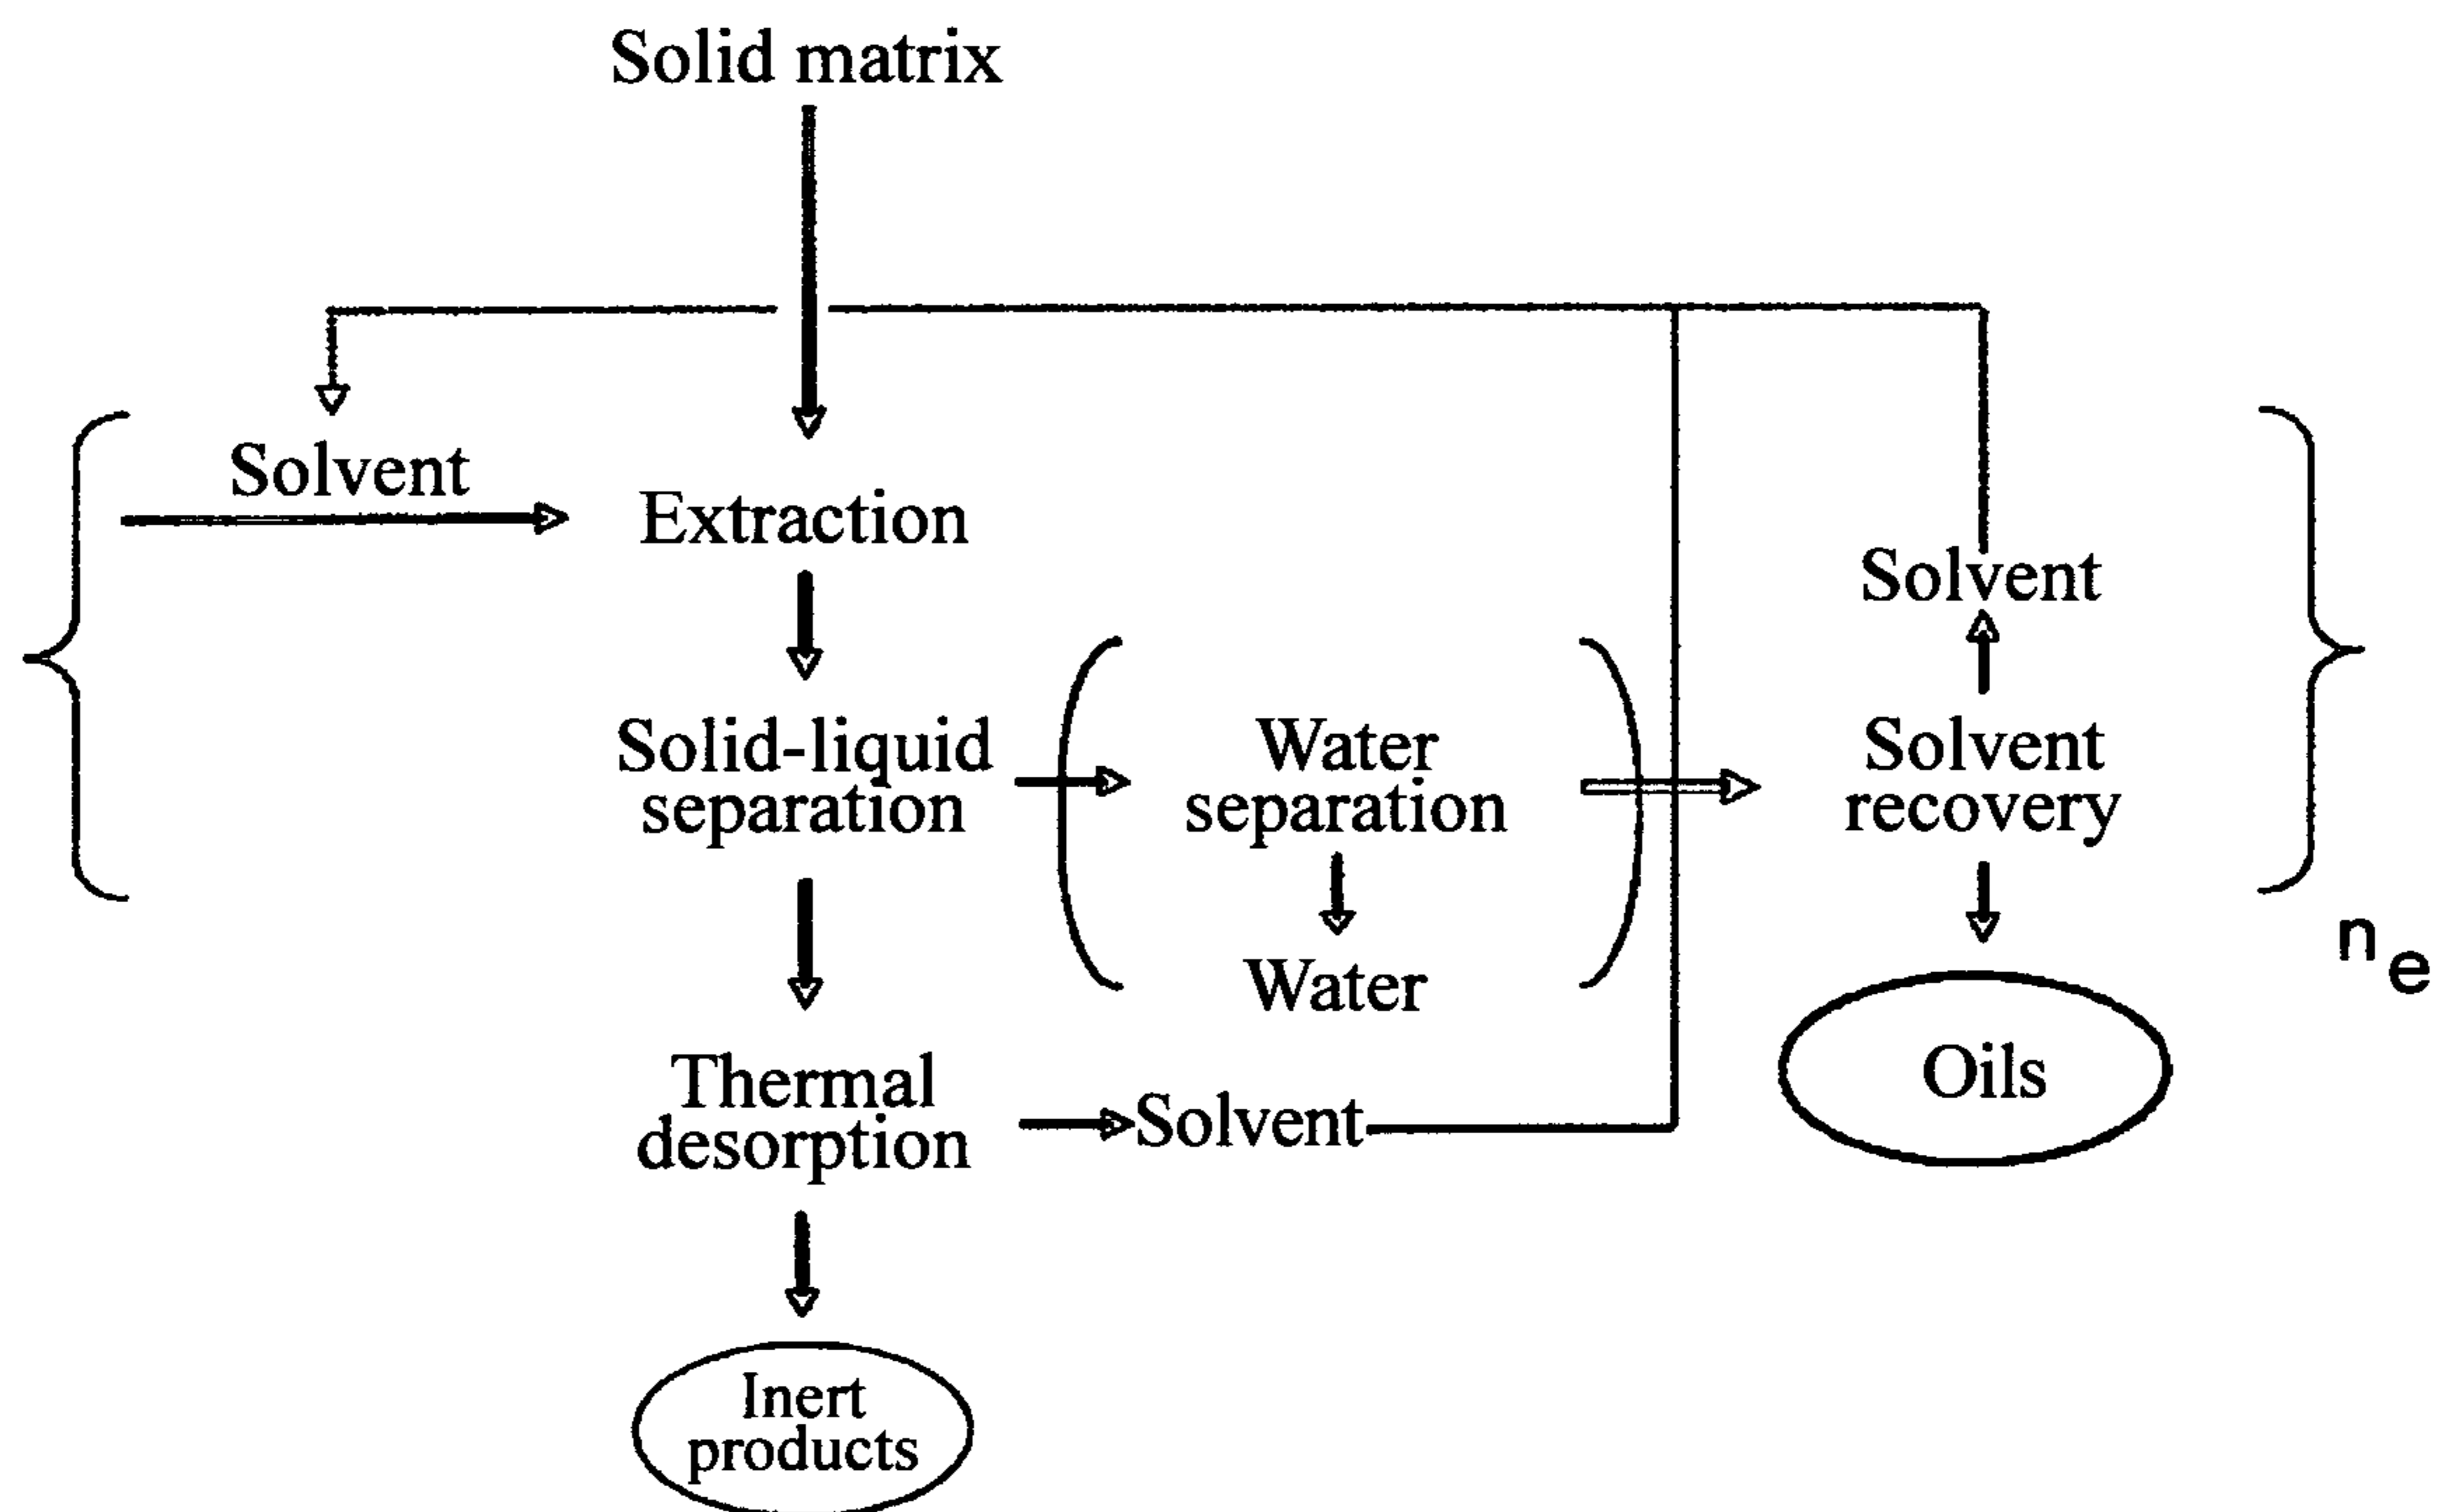 Solid matrix
Solvent
Extraction
Solvent
Solid-liquid
separation
Water
separation
Solvent
recovery
Water
n e
Oils
Thermal
desorption
Solvent
Inert
products